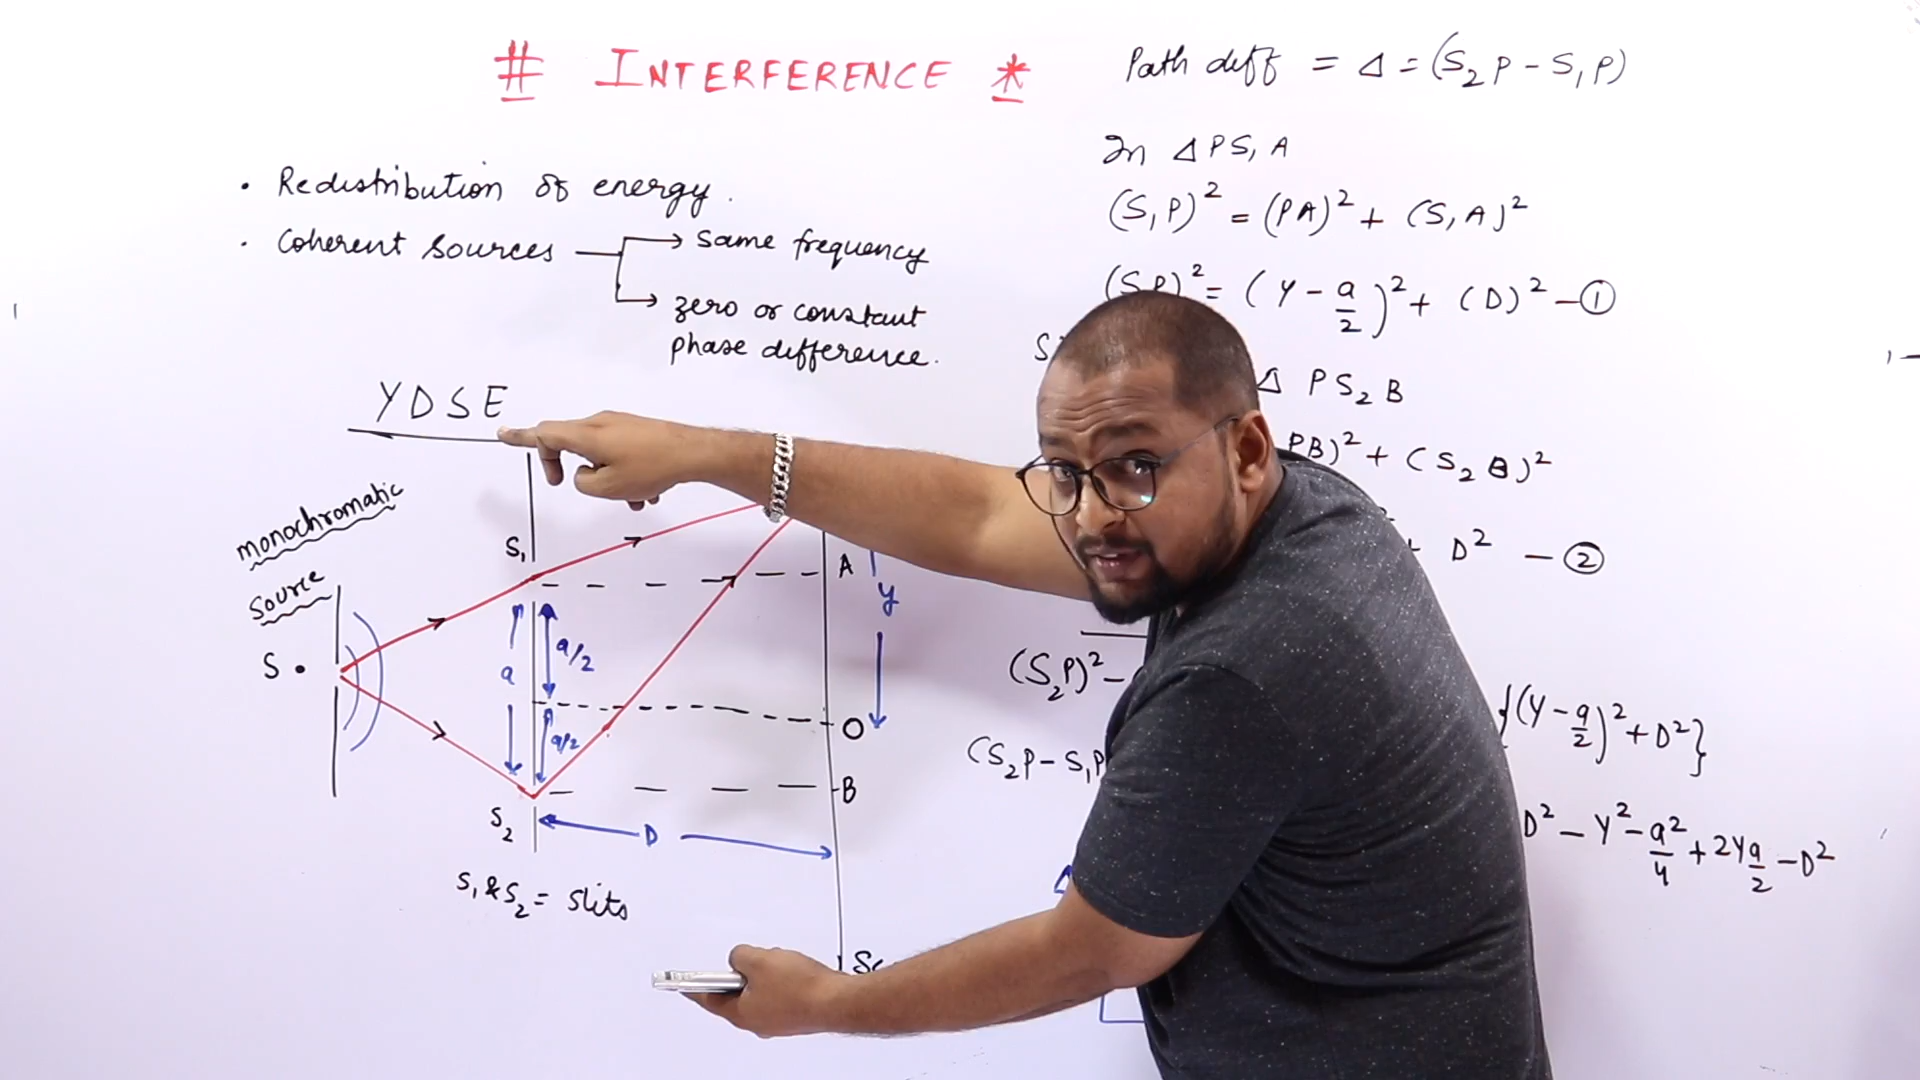 # INTERFERENCE *
• Redistribution of energy.
• Coherent sources → same frequency
→ zero or constant
phase difference.
YDSE
monochromatic
source
S •
S₁
a
a/2
a/2
S₂
D
A
y
O
B
S₁ & S₂ = slits
Path diff = Δ = (S₂P - S₁P)
In Δ PS₁A
(S₁P)² = (PA)² + (S₁A)²
(S₁P)² = (Y - a/2)² + (D)² - ①
Δ PS₂B
PB)² + (S₂B)²
D² - ②
(S₂P)² -
{(Y - a/2)² + D²}
(S₂P - S₁P
D² - Y² - a²/4 + 2Y a/2 - D²